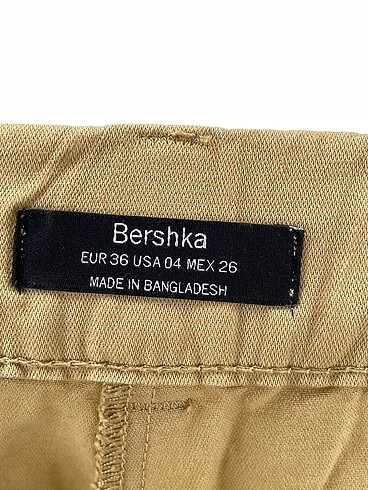 Bershka
EUR 36 USA 04 MEX 26
MADE IN BANGLADESH